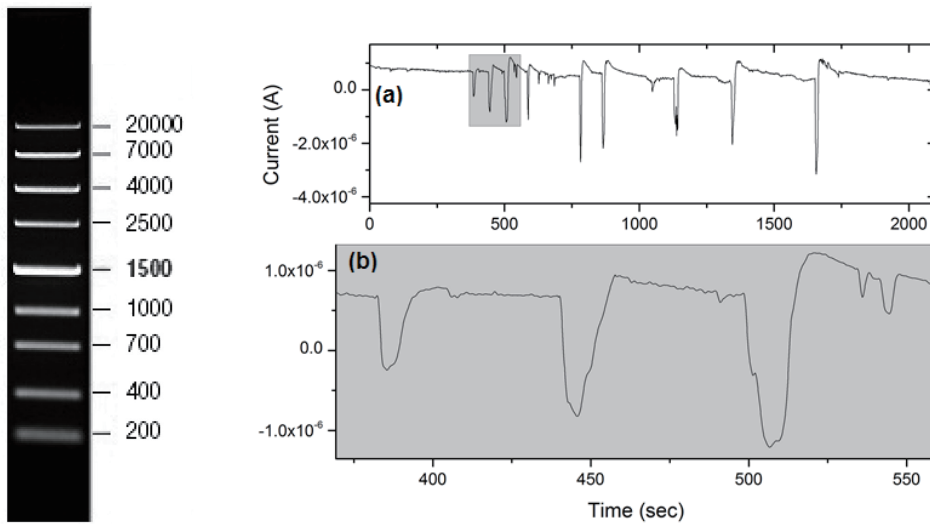 20000
7000
4000
2500
1500
1000
700
400
200
(a)
Current (A)
0.0
-2.0x10⁻⁶
-4.0x10⁻⁶
0 500 1000 1500 2000
(b)
1.0x10⁻⁶
0.0
-1.0x10⁻⁶
400 450 500 550
Time (sec)